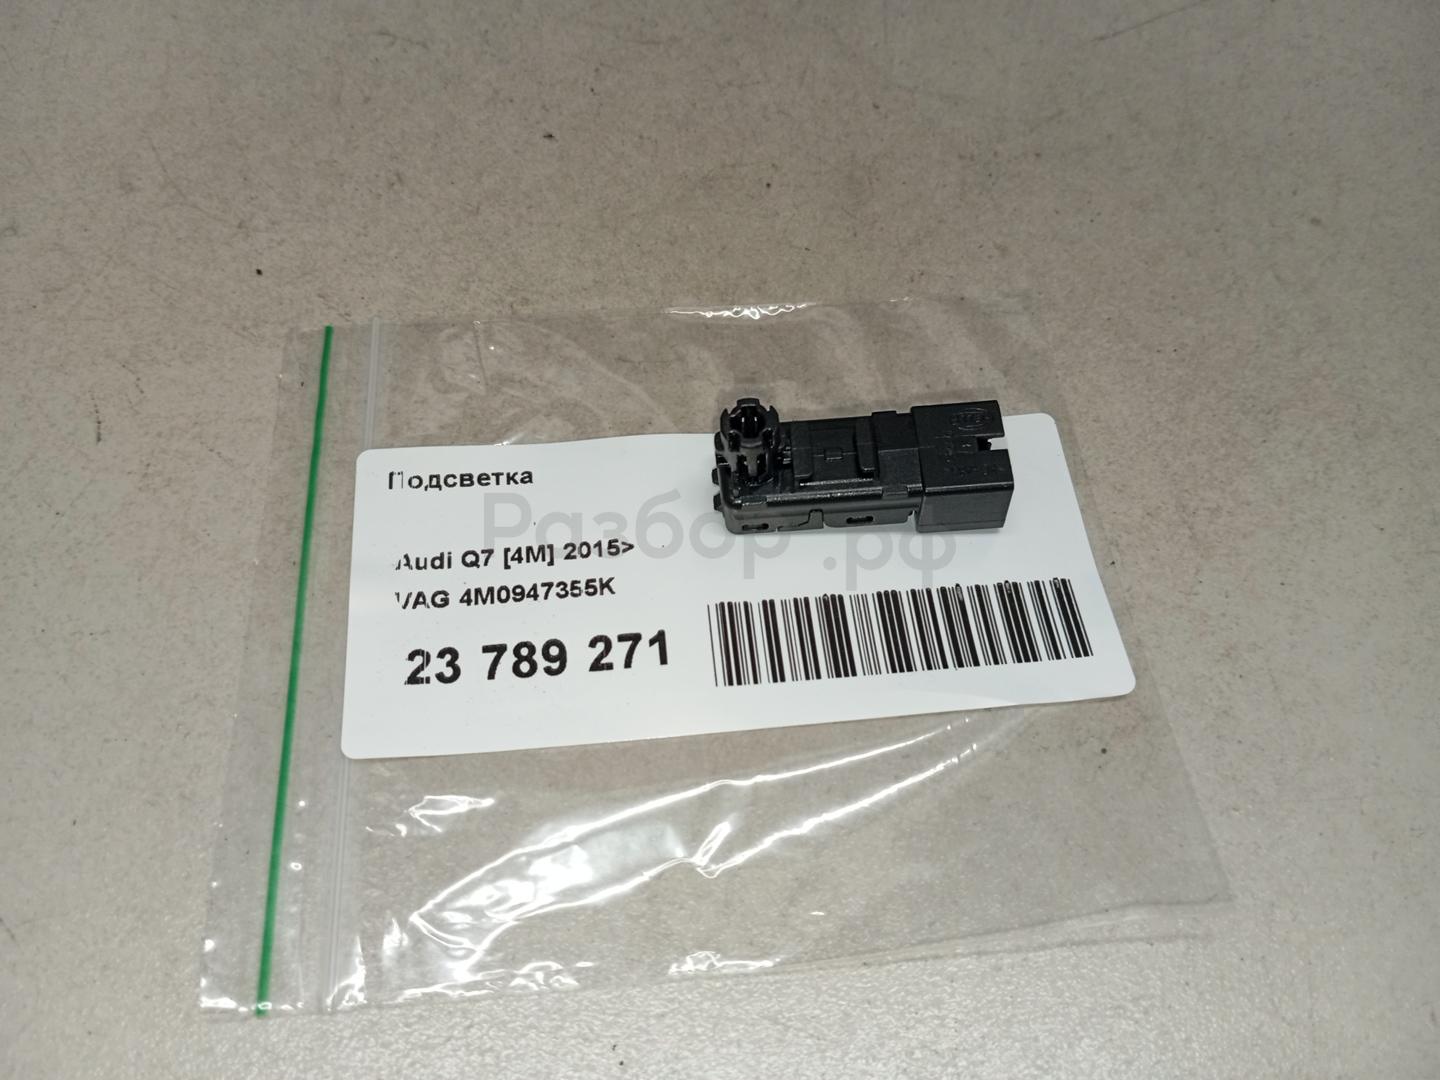 Подсветка
Разбор.рф
Audi Q7 [4M] 2015>
VAG 4M0947355K
23 789 271